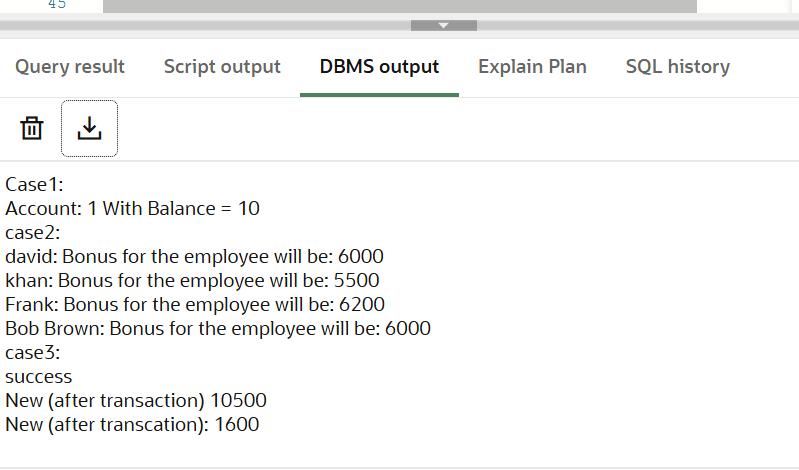 45
Query result Script output DBMS output Explain Plan SQL history
Case1:
Account: 1 With Balance = 10
case2:
david: Bonus for the employee will be: 6000
khan: Bonus for the employee will be: 5500
Frank: Bonus for the employee will be: 6200
Bob Brown: Bonus for the employee will be: 6000
case3:
success
New (after transaction) 10500
New (after transcation): 1600